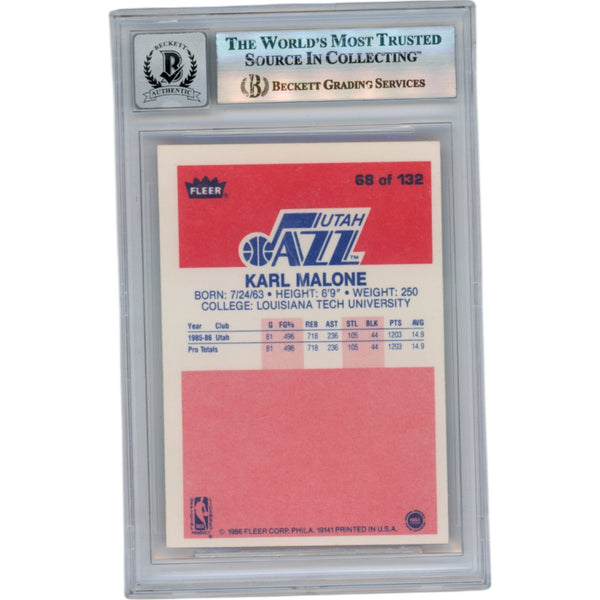 BECKETT
B
AUTHENTIC
THE WORLD'S MOST TRUSTED
SOURCE IN COLLECTING™
B BECKETT GRADING SERVICES
FLEER
68 of 132
UTAH
JAZZ™
KARL MALONE
BORN: 7/24/63 • HEIGHT: 6'9" • WEIGHT: 250
COLLEGE: LOUISIANA TECH UNIVERSITY
Year Club G FG% REB AST STL BLK PTS AVG
1985-86 Utah 81 .496 718 236 105 44 1203 14.9
Pro Totals 81 .496 718 236 105 44 1203 14.9
NBA
PRODUCT
© 1986 FLEER CORP. PHILA. 19141 PRINTED IN U.S.A.